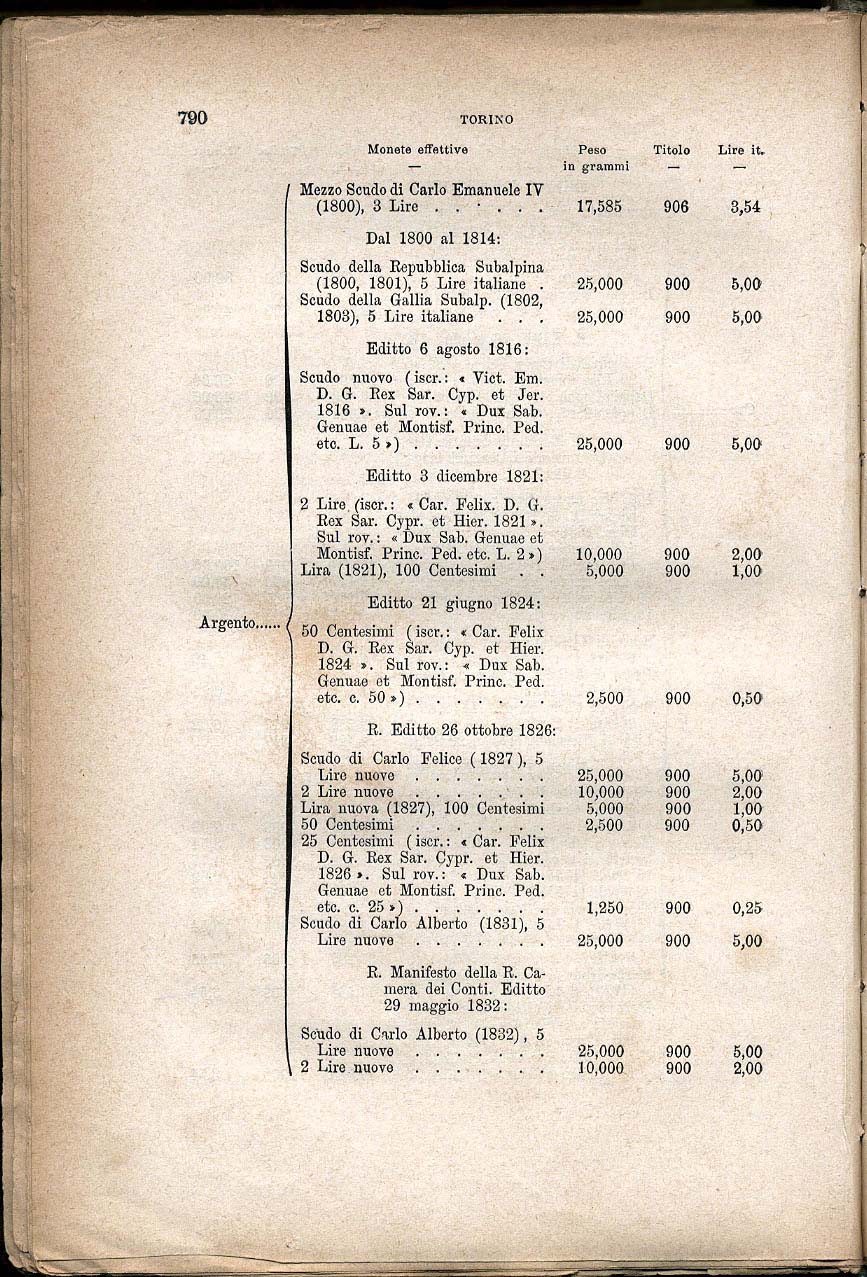 790
TORINO
Monete effettive Peso in grammi Titolo Lire it.
Mezzo Scudo di Carlo Emanuele IV
(1800), 3 Lire . . . . . . 17,585 906 3,54
Dal 1800 al 1814:
Scudo della Repubblica Subalpina
(1800, 1801), 5 Lire italiane . 25,000 900 5,00
Scudo della Gallia Subalp. (1802,
1803), 5 Lire italiane . . . 25,000 900 5,00
Editto 6 agosto 1816:
Scudo nuovo (iscr.: « Vict. Em.
D. G. Rex Sar. Cyp. et Jer.
1816 ». Sul rov.: « Dux Sab.
Genuae et Montisf. Princ. Ped.
etc. L. 5 ») . . . . . . . 25,000 900 5,00
Editto 3 dicembre 1821:
2 Lire (iscr.: « Car. Felix. D. G.
Rex Sar. Cypr. et Hier. 1821 ».
Sul rov.: « Dux Sab. Genuae et
Montisf. Princ. Ped. etc. L. 2 ») 10,000 900 2,00
Lira (1821), 100 Centesimi . . 5,000 900 1,00
Editto 21 giugno 1824:
Argento......
50 Centesimi (iscr.: « Car. Felix
D. G. Rex Sar. Cyp. et Hier.
1824 ». Sul rov.: « Dux Sab.
Genuae et Montisf. Princ. Ped.
etc. c. 50 ») . . . . . . . 2,500 900 0,50
R. Editto 26 ottobre 1826:
Scudo di Carlo Felice (1827), 5
Lire nuove . . . . . . . 25,000 900 5,00
2 Lire nuove . . . . . . . 10,000 900 2,00
Lira nuova (1827), 100 Centesimi 5,000 900 1,00
50 Centesimi . . . . . . . 2,500 900 0,50
25 Centesimi (iscr.: « Car. Felix
D. G. Rex Sar. Cypr. et Hier.
1826 ». Sul rov.: « Dux Sab.
Genuae et Montisf. Princ. Ped.
etc. c. 25 ») . . . . . . . 1,250 900 0,25
Scudo di Carlo Alberto (1831), 5
Lire nuove . . . . . . . 25,000 900 5,00
R. Manifesto della R. Ca-
mera dei Conti. Editto
29 maggio 1832:
Scudo di Carlo Alberto (1832), 5
Lire nuove . . . . . . . 25,000 900 5,00
2 Lire nuove . . . . . . . 10,000 900 2,00